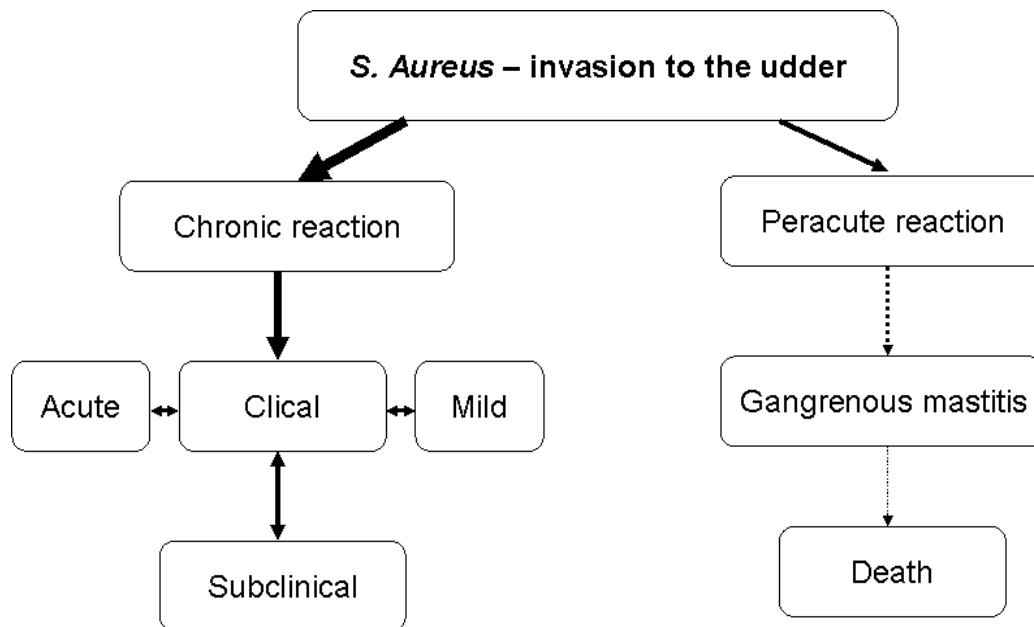 S. Aureus – invasion to the udder
Chronic reaction
Peracute reaction
Acute
Clical
Mild
Gangrenous mastitis
Subclinical
Death